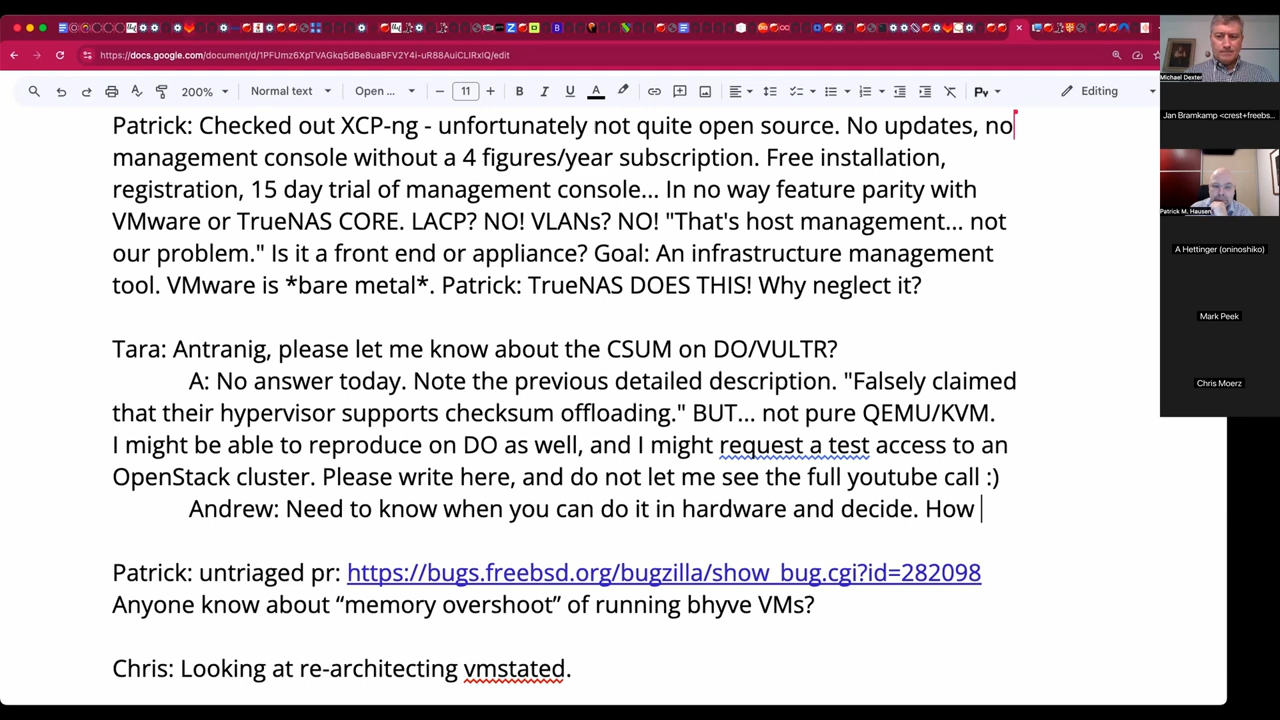 https://docs.google.com/document/d/1PFUmz6XpTVAGkq5dBe8uaBFV2Y4i-uR88AuiCLIRxIQ/edit
200% Normal text Open ... 11 B I U A Editing
Patrick: Checked out XCP-ng - unfortunately not quite open source. No updates, no
management console without a 4 figures/year subscription. Free installation,
registration, 15 day trial of management console... In no way feature parity with
VMware or TrueNAS CORE. LACP? NO! VLANs? NO! "That's host management... not
our problem." Is it a front end or appliance? Goal: An infrastructure management
tool. VMware is *bare metal*. Patrick: TrueNAS DOES THIS! Why neglect it?
Tara: Antranig, please let me know about the CSUM on DO/VULTR?
A: No answer today. Note the previous detailed description. "Falsely claimed
that their hypervisor supports checksum offloading." BUT... not pure QEMU/KVM.
I might be able to reproduce on DO as well, and I might request a test access to an
OpenStack cluster. Please write here, and do not let me see the full youtube call :)
Andrew: Need to know when you can do it in hardware and decide. How
Patrick: untriaged pr: https://bugs.freebsd.org/bugzilla/show_bug.cgi?id=282098
Anyone know about “memory overshoot” of running bhyve VMs?
Chris: Looking at re-architecting vmstated.
Michael Dexter
Jan Bramkamp <crest+freebs...
Patrick M. Hausen
A Hettinger (oninoshiko)
Mark Peek
Chris Moerz